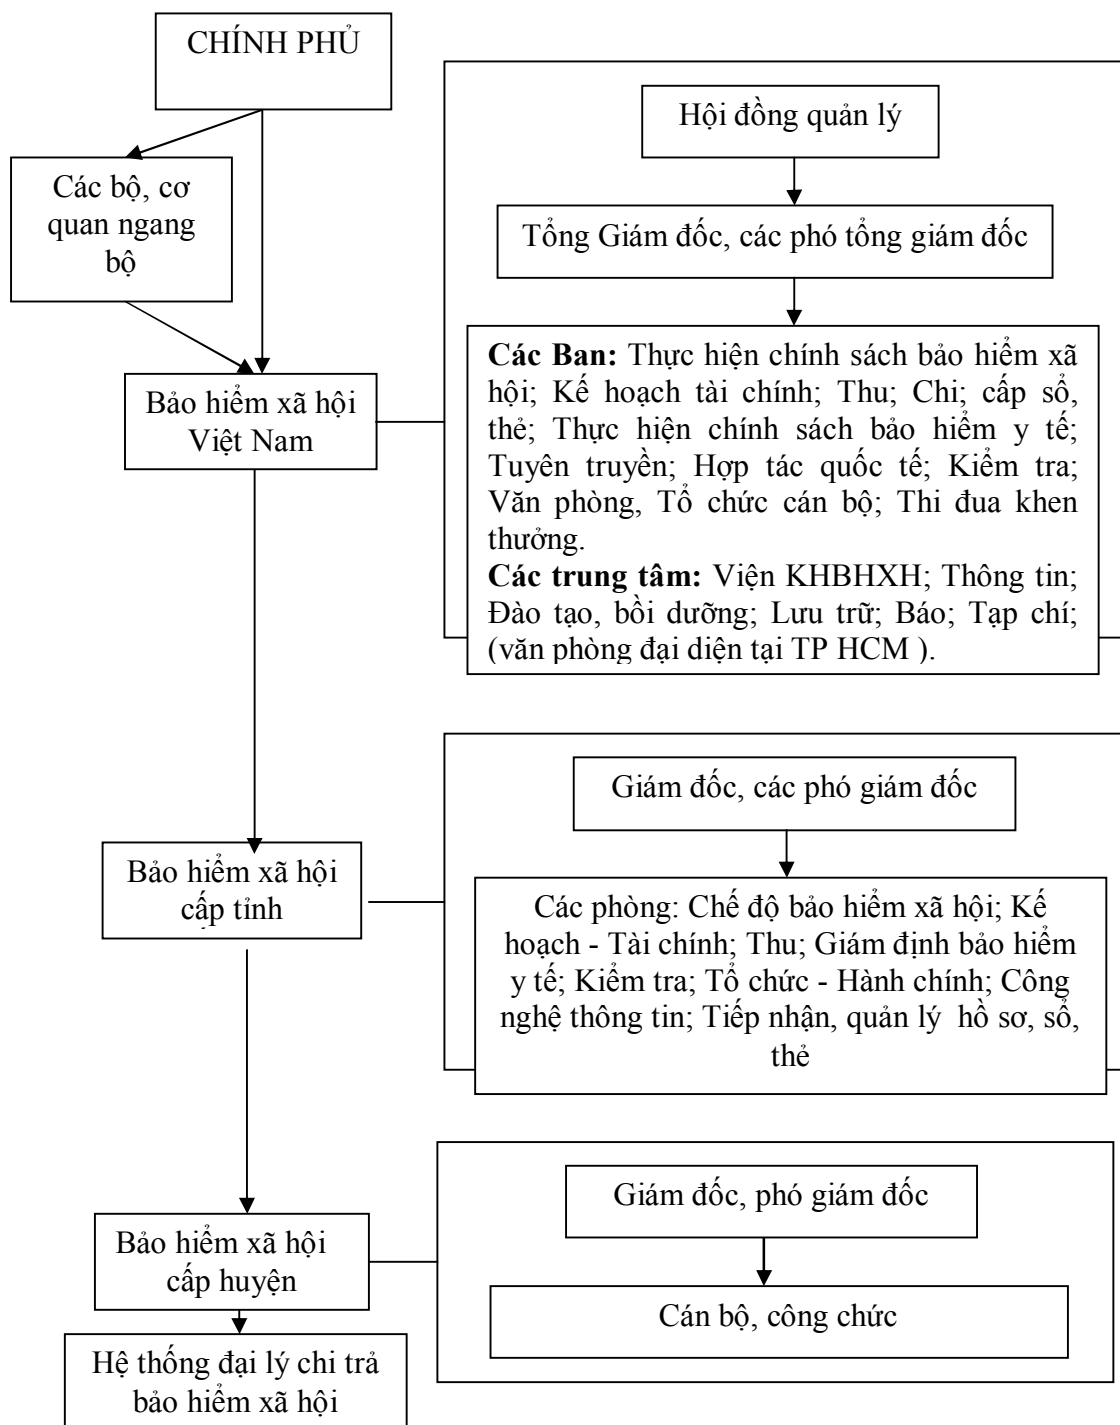 CHÍNH PHỦ
Các bộ, cơ
quan ngang
bộ
Bảo hiểm xã hội
Việt Nam
Hội đồng quản lý
Tổng Giám đốc, các phó tổng giám đốc
Các Ban: Thực hiện chính sách bảo hiểm xã
hội; Kế hoạch tài chính; Thu; Chi; cấp sổ,
thẻ; Thực hiện chính sách bảo hiểm y tế;
Tuyên truyền; Hợp tác quốc tế; Kiểm tra;
Văn phòng, Tổ chức cán bộ; Thi đua khen
thưởng.
Các trung tâm: Viện KHBHXH; Thông tin;
Đào tạo, bồi dưỡng; Lưu trữ; Báo; Tạp chí;
(văn phòng đại diện tại TP HCM ).
Bảo hiểm xã hội
cấp tỉnh
Giám đốc, các phó giám đốc
Các phòng: Chế độ bảo hiểm xã hội; Kế
hoạch - Tài chính; Thu; Giám định bảo hiểm
y tế; Kiểm tra; Tổ chức - Hành chính; Công
nghệ thông tin; Tiếp nhận, quản lý hồ sơ, sổ,
thẻ
Bảo hiểm xã hội
cấp huyện
Giám đốc, phó giám đốc
Cán bộ, công chức
Hệ thống đại lý chi trả
bảo hiểm xã hội